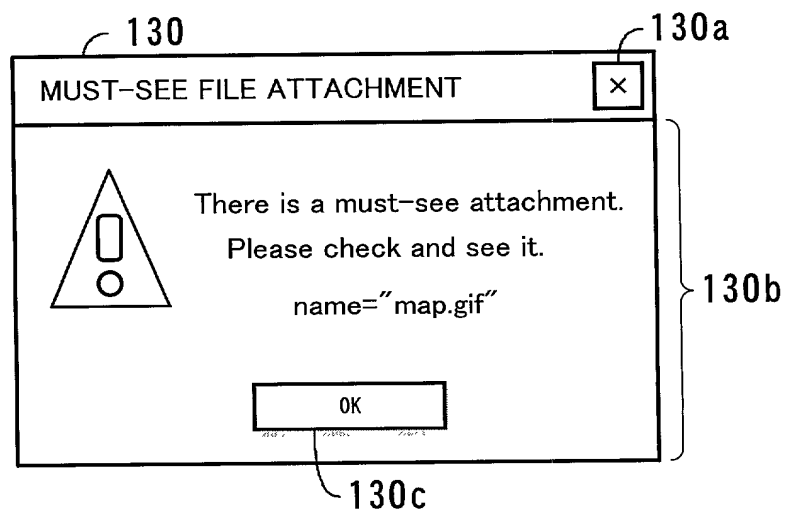 130
130a
MUST-SEE FILE ATTACHMENT
×
There is a must-see attachment.
Please check and see it.
name="map.gif"
130b
OK
130c